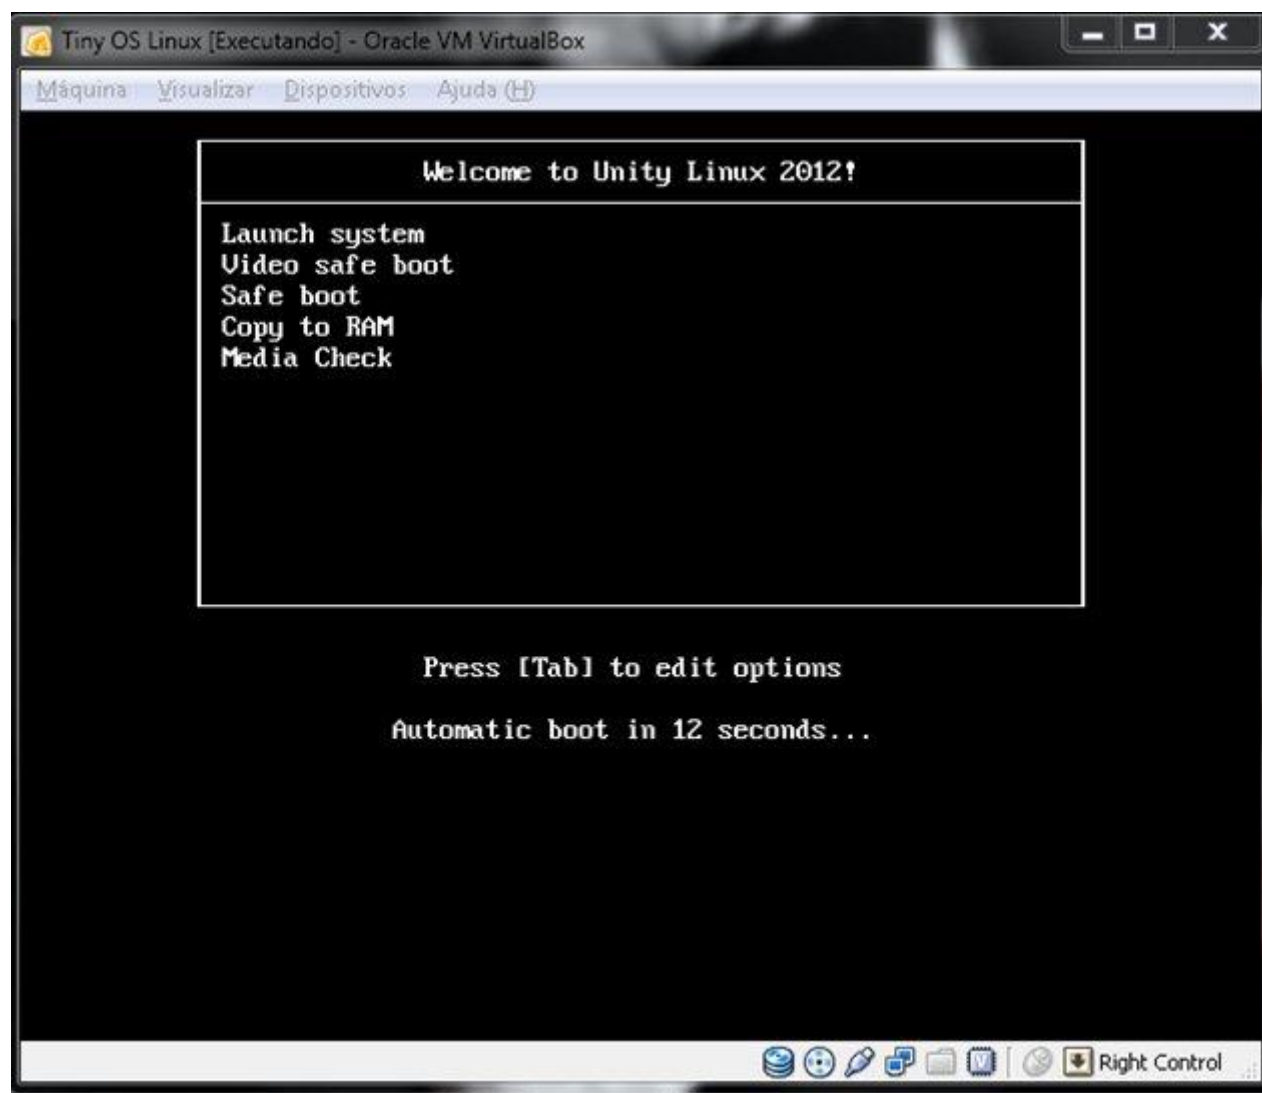 Tiny OS Linux [Executando] - Oracle VM VirtualBox
Máquina Visualizar Dispositivos Ajuda (H)
Welcome to Unity Linux 2012!
Launch system
Video safe boot
Safe boot
Copy to RAM
Media Check
Press [Tab] to edit options
Automatic boot in 12 seconds...
Right Control